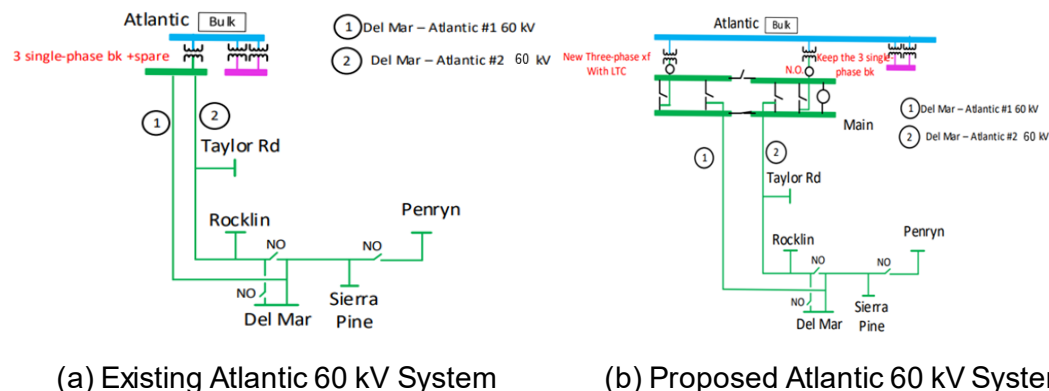 Atlantic Bulk
3 single-phase bk +spare
1 Del Mar – Atlantic #1 60 kV
2 Del Mar – Atlantic #2 60 kV
1
2
Taylor Rd
Rocklin
Penryn
NO
NO
NO
Del Mar
Sierra
Pine
(a) Existing Atlantic 60 kV System
Atlantic Bulk
New Three-phase xf
With LTC
N.O.
Keep the 3 single-
phase bk
Main
1 Del Mar – Atlantic #1 60 kV
2 Del Mar – Atlantic #2 60 kV
1
2
Taylor Rd
Rocklin
Penryn
NO
NO
NO
Del Mar
Sierra
Pine
(b) Proposed Atlantic 60 kV System